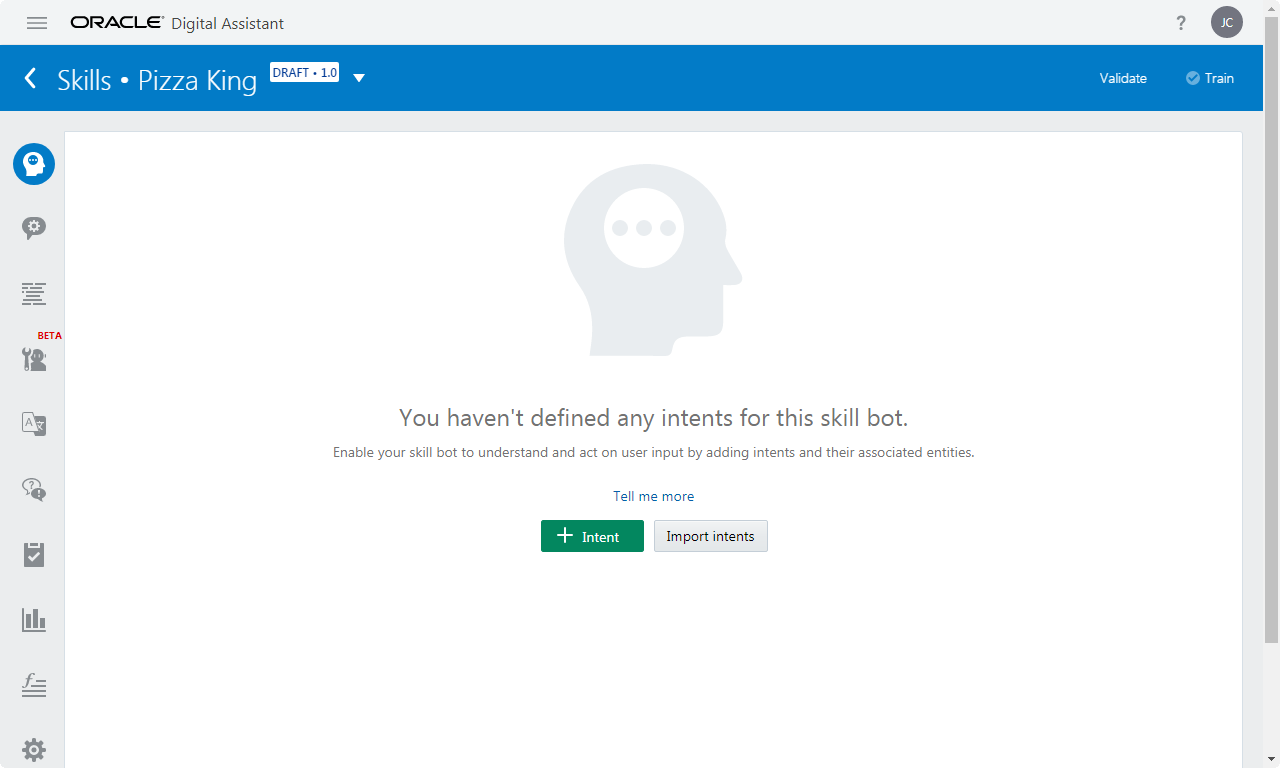 ORACLE Digital Assistant
?
JC
Skills • Pizza King
DRAFT • 1.0
Validate
Train
BETA
You haven't defined any intents for this skill bot.
Enable your skill bot to understand and act on user input by adding intents and their associated entities.
Tell me more
Intent
Import intents